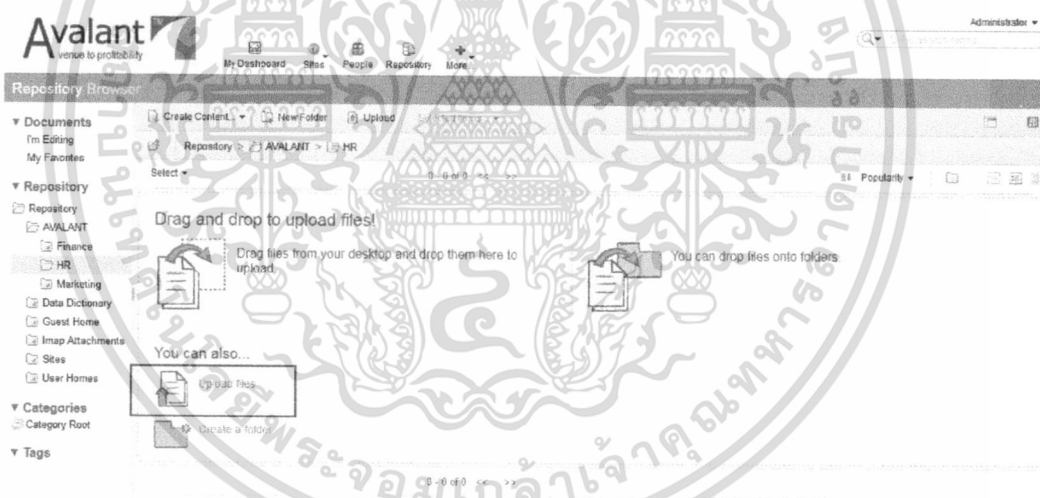 Avalant
venue to profitability
Administrator
My Dashboard Sites People Repository More
Repository Browser
Documents
I'm Editing
My Favorites
Repository
Repository
AVALANT
Finance
HR
Marketing
Data Dictionary
Guest Home
Imap Attachments
Sites
User Homes
Categories
Category Root
Tags
Create Content... New Folder Upload
Repository > AVALANT > HR
Select
0 - 0 of 0 << >>
Popularity
Drag and drop to upload files!
Drag files from your desktop and drop them here to
upload.
You can drop files onto folders
You can also...
Upload files
Create a folder
0 - 0 of 0 << >>